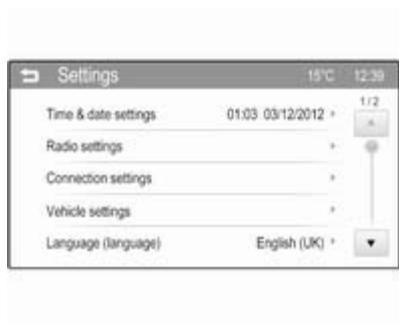 Settings 15°C 12:39
1/2
Time & date settings 01:03 03/12/2012
Radio settings
Connection settings
Vehicle settings
Language (language) English (UK)